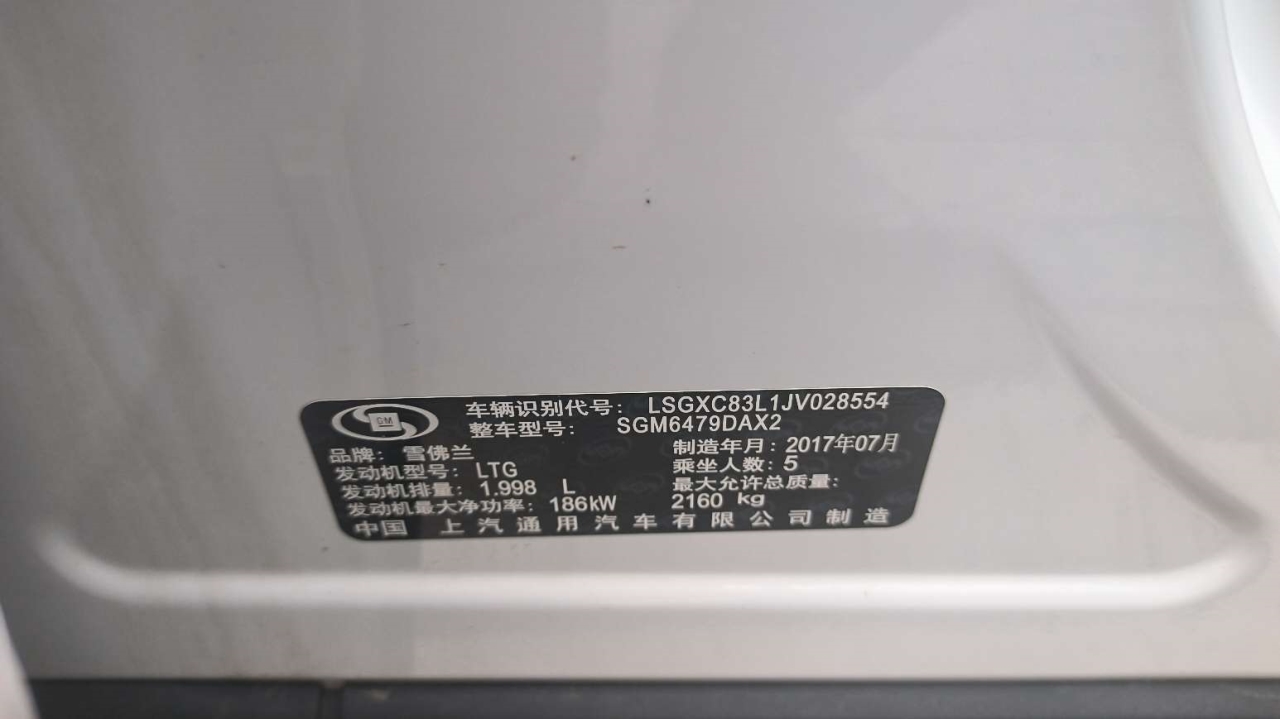 GM
车辆识别代号: LSGXC83L1JV028554
整车型号: SGM6479DAX2
品牌: 雪佛兰 制造年月: 2017年07月
发动机型号: LTG 乘坐人数: 5
发动机排量: 1.998 L 最大允许总质量:
发动机最大净功率: 186kW 2160 kg
中国 上汽通用汽车有限公司制造